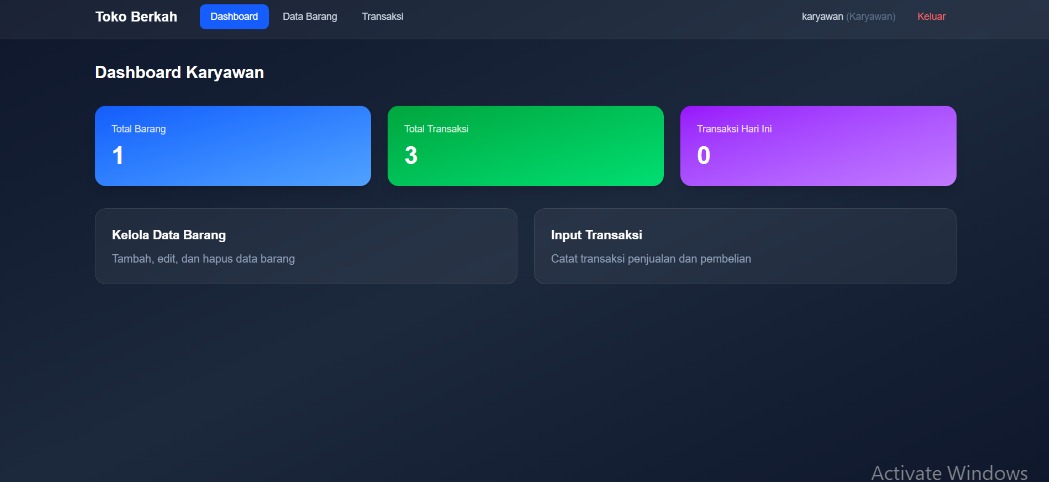 Toko Berkah Dashboard Data Barang Transaksi karyawan (Karyawan) Keluar
Dashboard Karyawan
Total Barang
1
Total Transaksi
3
Transaksi Hari Ini
0
Kelola Data Barang
Tambah, edit, dan hapus data barang
Input Transaksi
Catat transaksi penjualan dan pembelian
Activate Windows